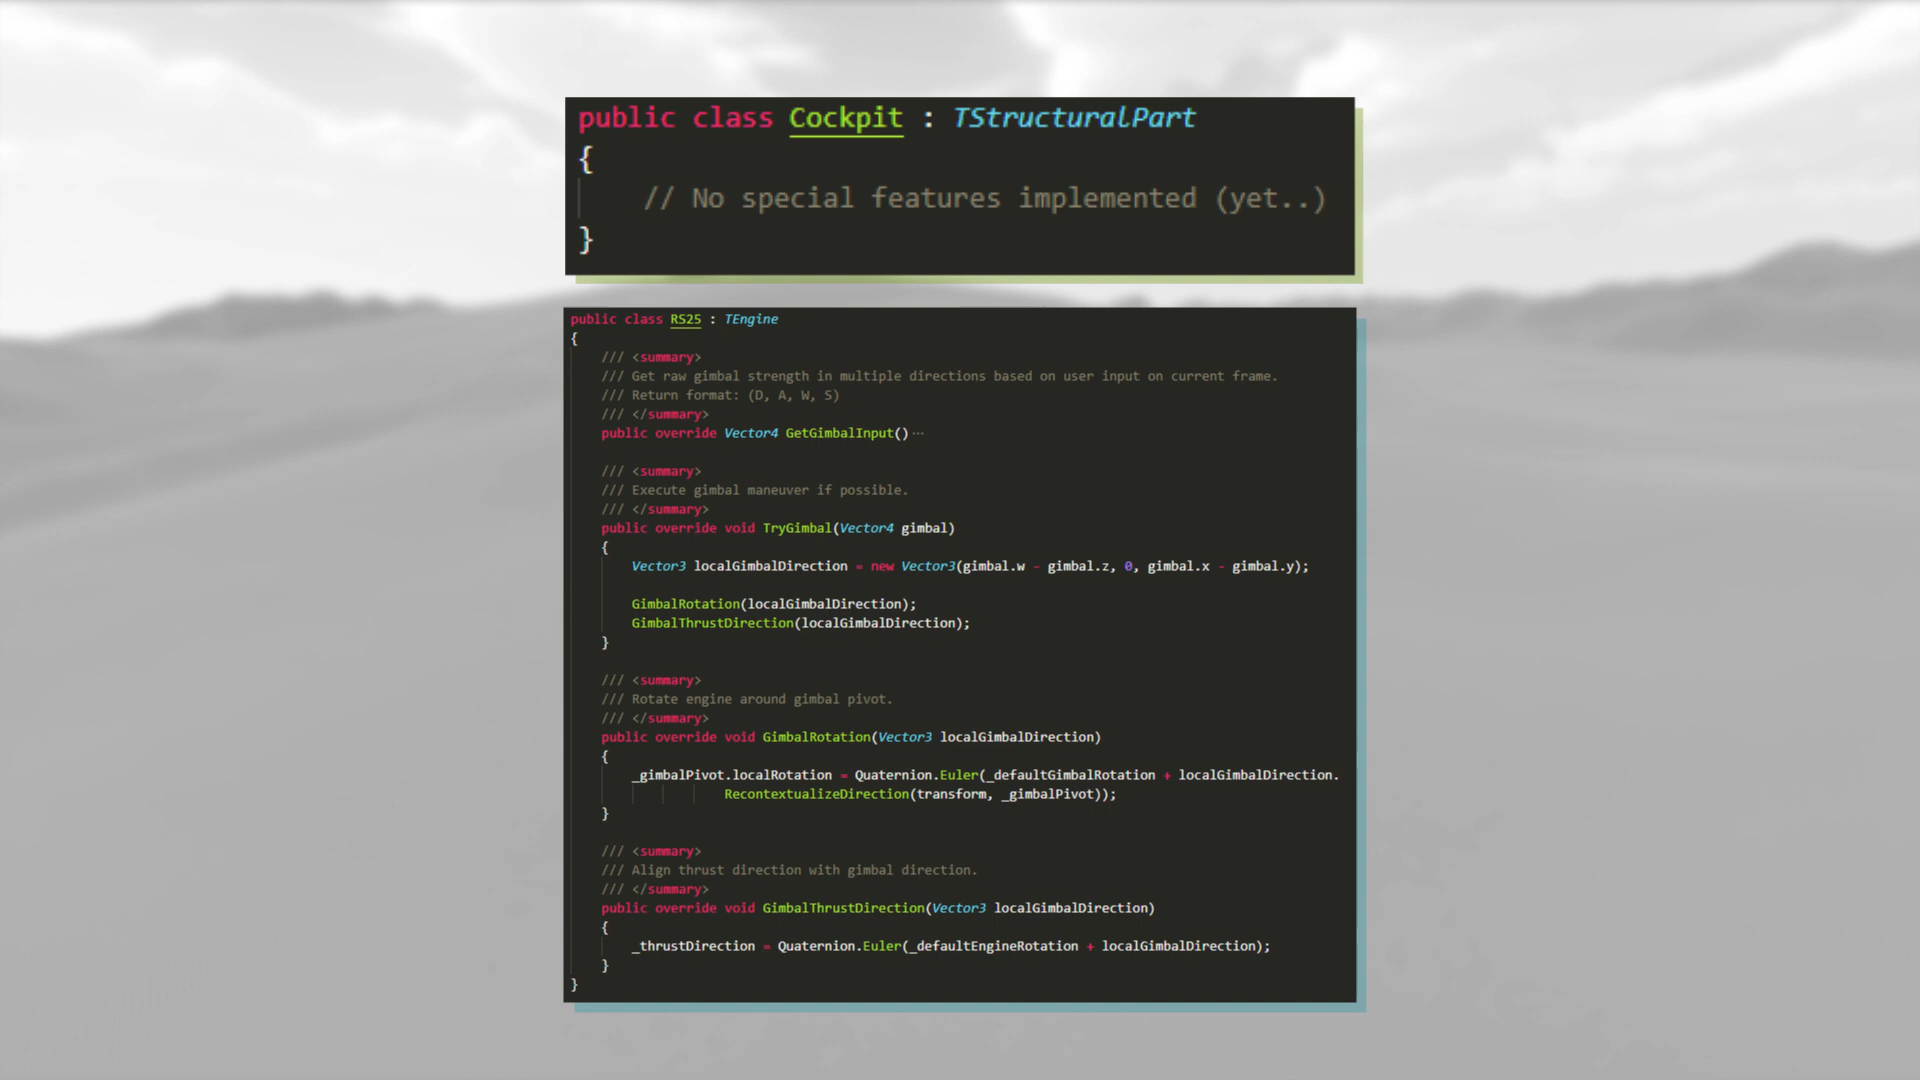 public class Cockpit : TStructuralPart
{
// No special features implemented (yet..)
}
public class RS25 : TEngine
{
/// <summary>
/// Get raw gimbal strength in multiple directions based on user input on current frame.
/// Return format: (D, A, W, S)
/// </summary>
public override Vector4 GetGimbalInput() ···
/// <summary>
/// Execute gimbal maneuver if possible.
/// </summary>
public override void TryGimbal(Vector4 gimbal)
{
Vector3 localGimbalDirection = new Vector3(gimbal.w - gimbal.z, 0, gimbal.x - gimbal.y);
GimbalRotation(localGimbalDirection);
GimbalThrustDirection(localGimbalDirection);
}
/// <summary>
/// Rotate engine around gimbal pivot.
/// </summary>
public override void GimbalRotation(Vector3 localGimbalDirection)
{
_gimbalPivot.localRotation = Quaternion.Euler(_defaultGimbalRotation + localGimbalDirection.
RecontextualizeDirection(transform, _gimbalPivot));
}
/// <summary>
/// Align thrust direction with gimbal direction.
/// </summary>
public override void GimbalThrustDirection(Vector3 localGimbalDirection)
{
_thrustDirection = Quaternion.Euler(_defaultEngineRotation + localGimbalDirection);
}
}